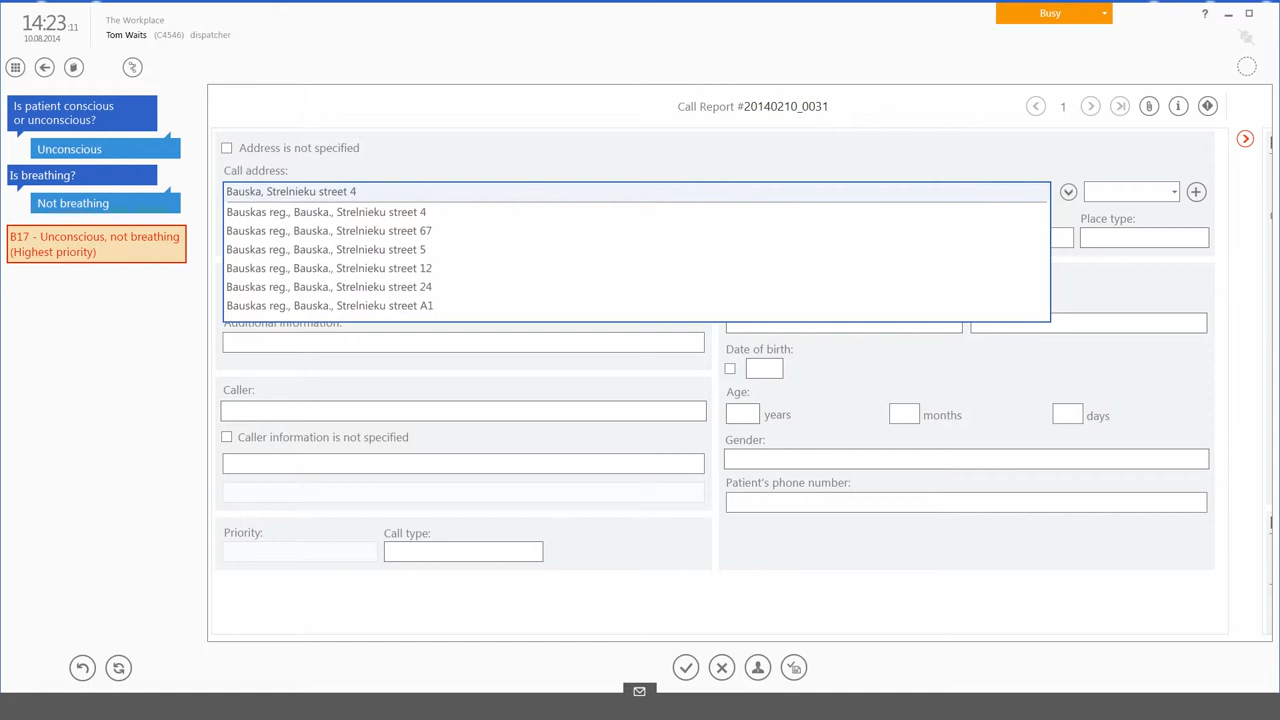 14:23:11
10.08.2014
The Workplace
Tom Waits (C4546) dispatcher
Busy
?
Is patient conscious
or unconscious?
Unconscious
Is breathing?
Not breathing
B17 - Unconscious, not breathing
(Highest priority)
Call Report #20140210_0031
1
Address is not specified
Call address:
Bauska, Strelnieku street 4
Bauskas reg., Bauska., Strelnieku street 4
Bauskas reg., Bauska., Strelnieku street 67
Bauskas reg., Bauska., Strelnieku street 5
Bauskas reg., Bauska., Strelnieku street 12
Bauskas reg., Bauska., Strelnieku street 24
Bauskas reg., Bauska., Strelnieku street A1
Place type:
Additional information:
Caller:
Caller information is not specified
Priority:
Call type:
Date of birth:
Age:
years
months
days
Gender:
Patient's phone number: